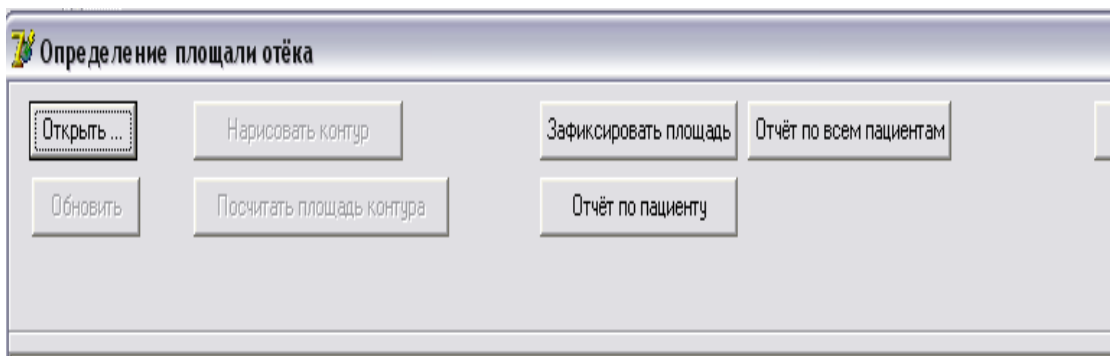 Определение площали отёка
Открыть ...
Нарисовать контур
Зафиксировать площадь
Отчёт по всем пациентам
Обновить
Посчитать площадь контура
Отчёт по пациенту